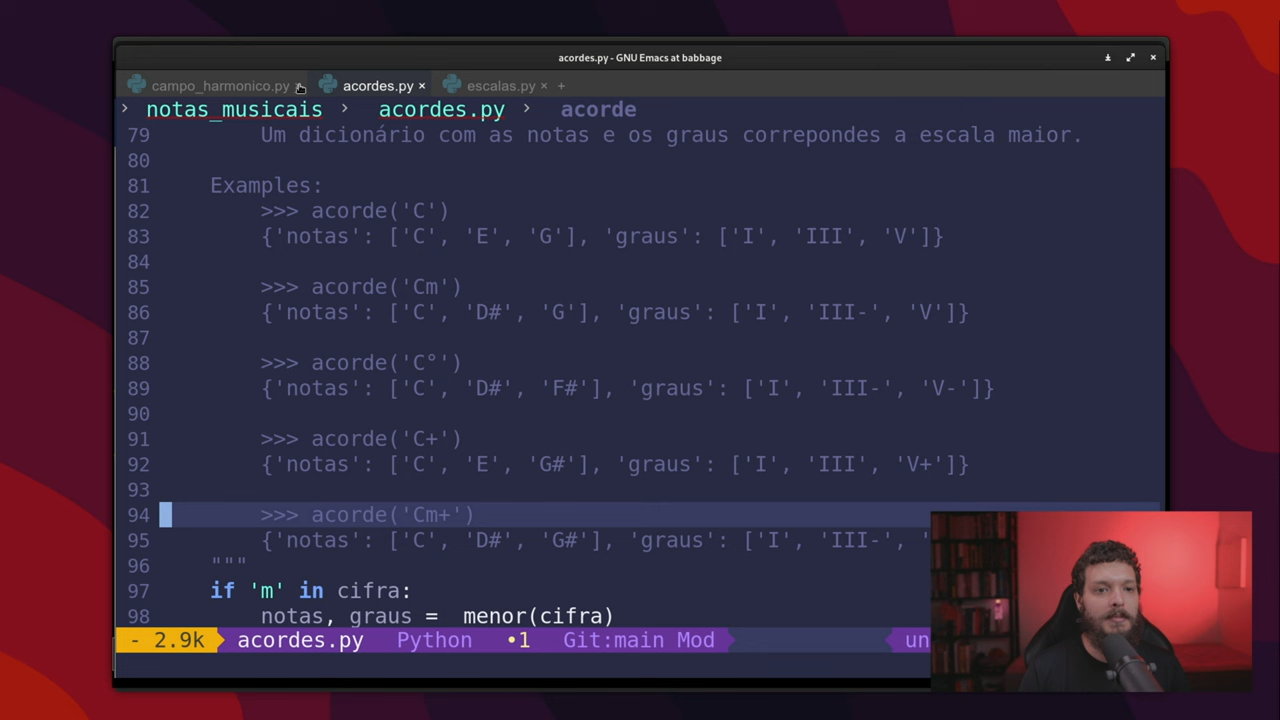 acordes.py - GNU Emacs at babbage
campo_harmonico.py × acordes.py × escalas.py × +
› notas_musicais › acordes.py › acorde
79 Um dicionário com as notas e os graus correpondes a escala maior.
80
81 Examples:
82 >>> acorde('C')
83 {'notas': ['C', 'E', 'G'], 'graus': ['I', 'III', 'V']}
84
85 >>> acorde('Cm')
86 {'notas': ['C', 'D#', 'G'], 'graus': ['I', 'III-', 'V']}
87
88 >>> acorde('C°')
89 {'notas': ['C', 'D#', 'F#'], 'graus': ['I', 'III-', 'V-']}
90
91 >>> acorde('C+')
92 {'notas': ['C', 'E', 'G#'], 'graus': ['I', 'III', 'V+']}
93
94 >>> acorde('Cm+')
95 {'notas': ['C', 'D#', 'G#'], 'graus': ['I', 'III-', '
96 """
97 if 'm' in cifra:
98 notas, graus = menor(cifra)
- 2.9k acordes.py Python •1 Git:main Mod un